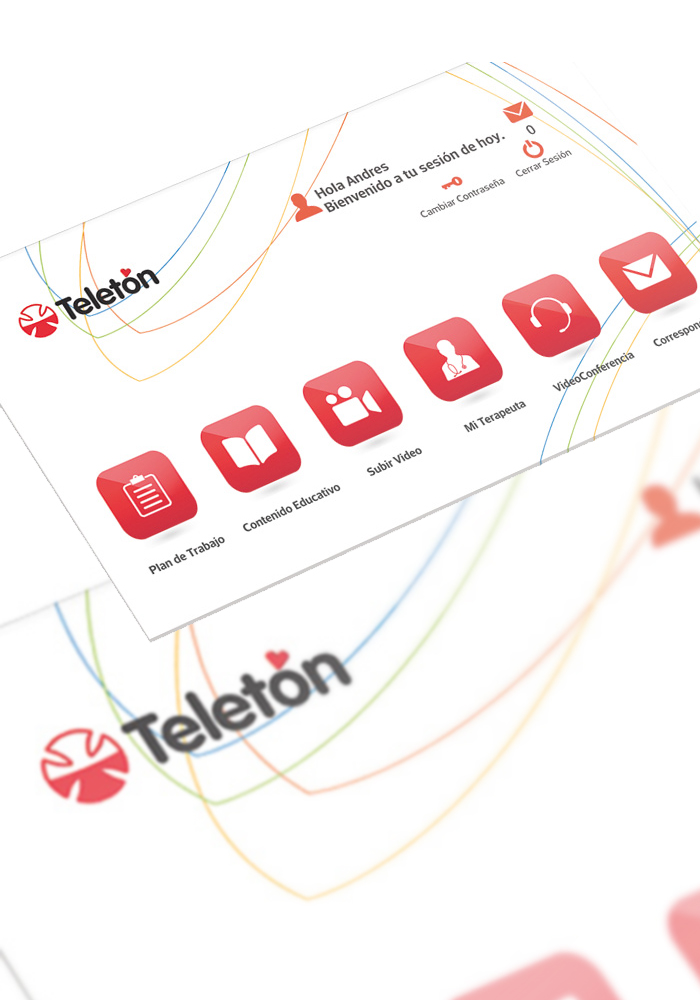 Hola Andres
Bienvenido a tu sesión de hoy.
0
Cambiar Contraseña
Cerrar Sesión
Teletón
Plan de Trabajo
Contenido Educativo
Subir Video
Mi Terapeuta
VideoConferencia
Teletón